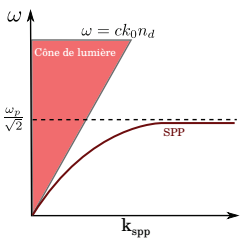 ω
ω = ck₀n_d
Cône de lumière
ω_p/√2
SPP
k_spp